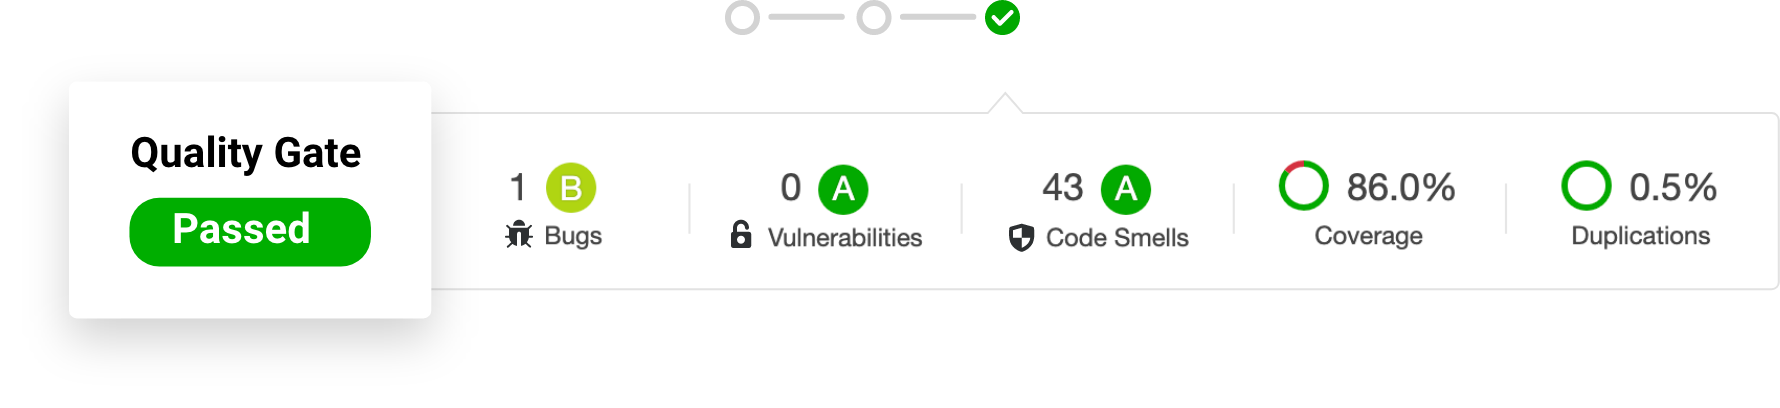 Quality Gate
Passed
1 B
Bugs
0 A
Vulnerabilities
43 A
Code Smells
86.0%
Coverage
0.5%
Duplications